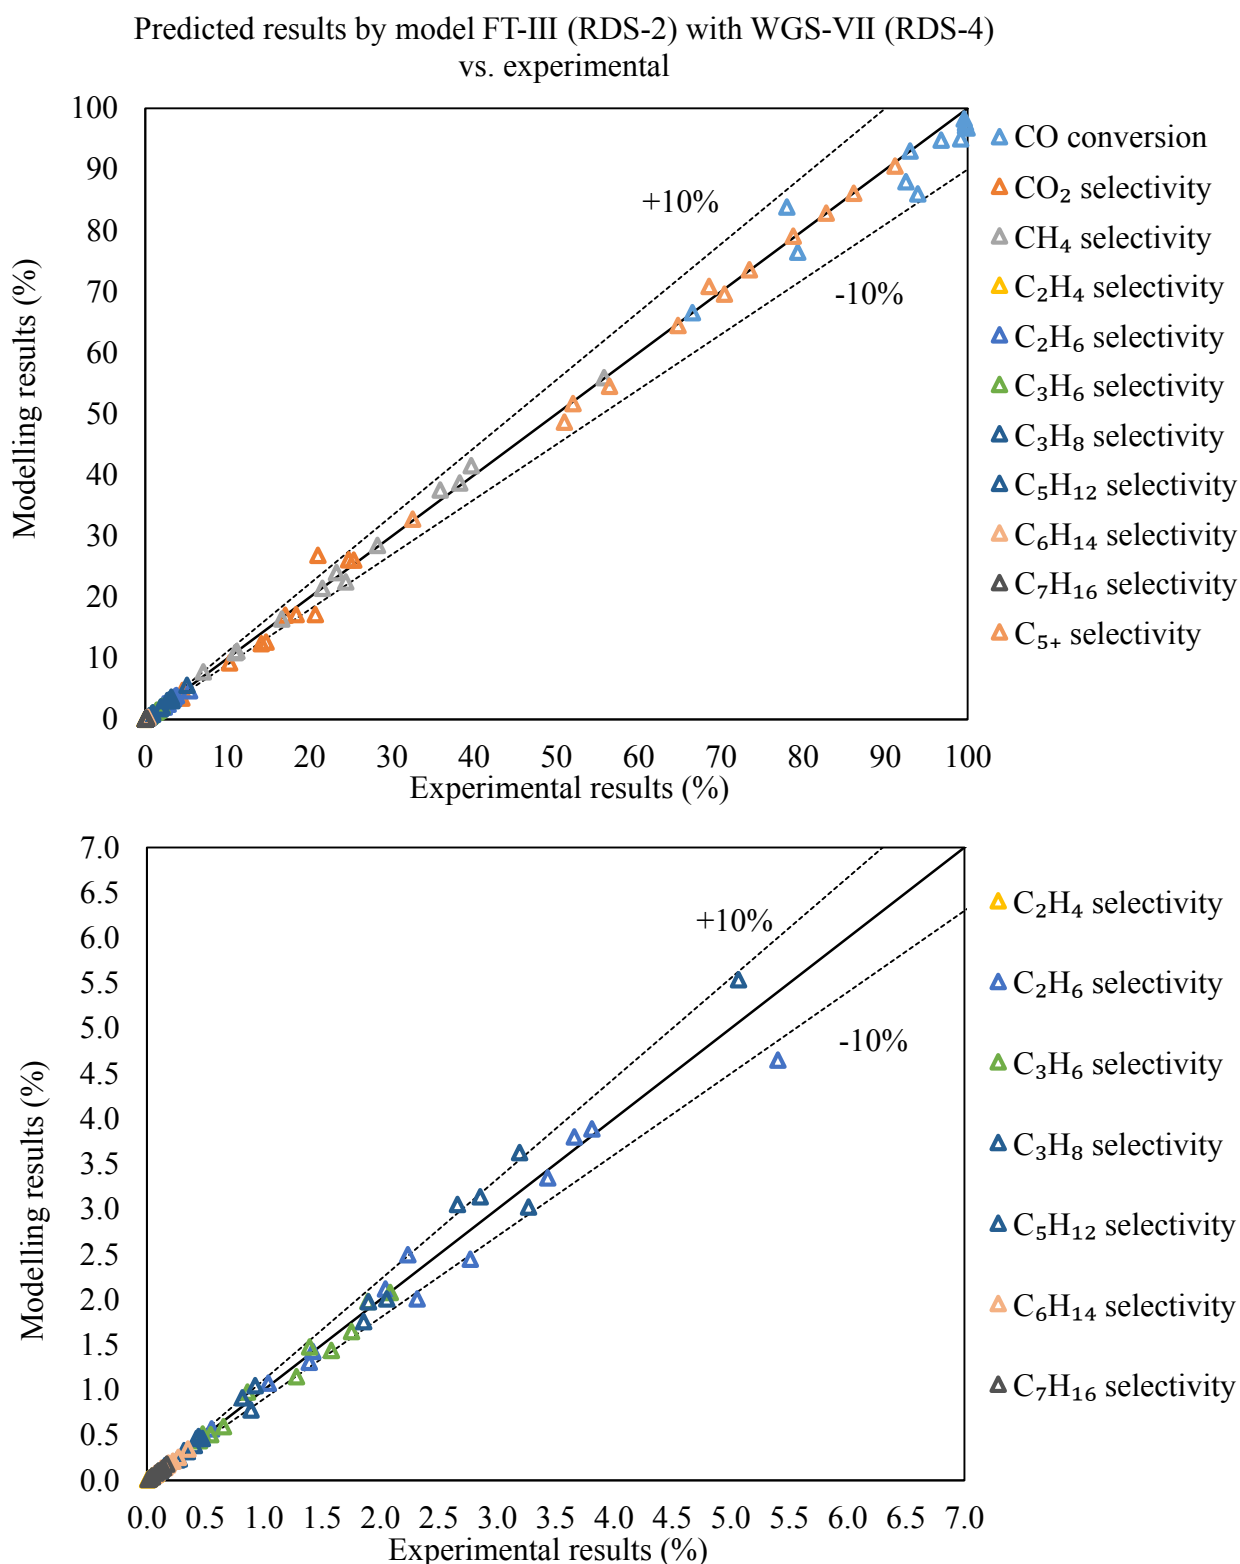 Predicted results by model FT-III (RDS-2) with WGS-VII (RDS-4)
vs. experimental
100
90
80
70
60
50
40
30
20
10
0
Modelling results (%)
+10%
-10%
0 10 20 30 40 50 60 70 80 90 100
Experimental results (%)
CO conversion
CO₂ selectivity
CH₄ selectivity
C₂H₄ selectivity
C₂H₆ selectivity
C₃H₆ selectivity
C₃H₈ selectivity
C₅H₁₂ selectivity
C₆H₁₄ selectivity
C₇H₁₆ selectivity
C₅₊ selectivity
7.0
6.5
6.0
5.5
5.0
4.5
4.0
3.5
3.0
2.5
2.0
1.5
1.0
0.5
0.0
Modelling results (%)
+10%
-10%
0.0 0.5 1.0 1.5 2.0 2.5 3.0 3.5 4.0 4.5 5.0 5.5 6.0 6.5 7.0
Experimental results (%)
C₂H₄ selectivity
C₂H₆ selectivity
C₃H₆ selectivity
C₃H₈ selectivity
C₅H₁₂ selectivity
C₆H₁₄ selectivity
C₇H₁₆ selectivity